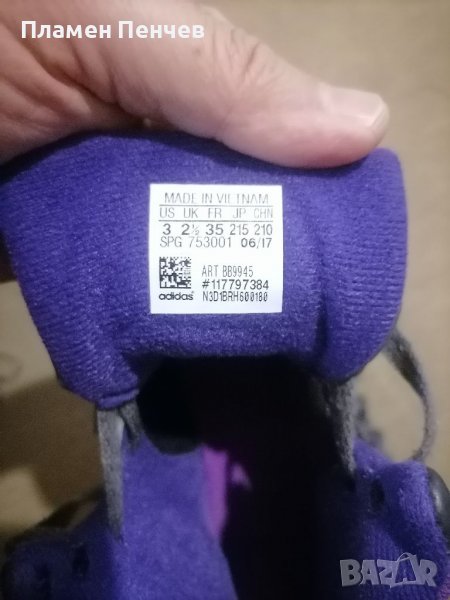 Пламен Пенчев
MADE IN VIETNAM
US UK FR JP CHN
3 2½ 35 215 210
SPG 753001 06/17
ART BB9945
#117797384
adidas N3D1BRH600180
BAZAR